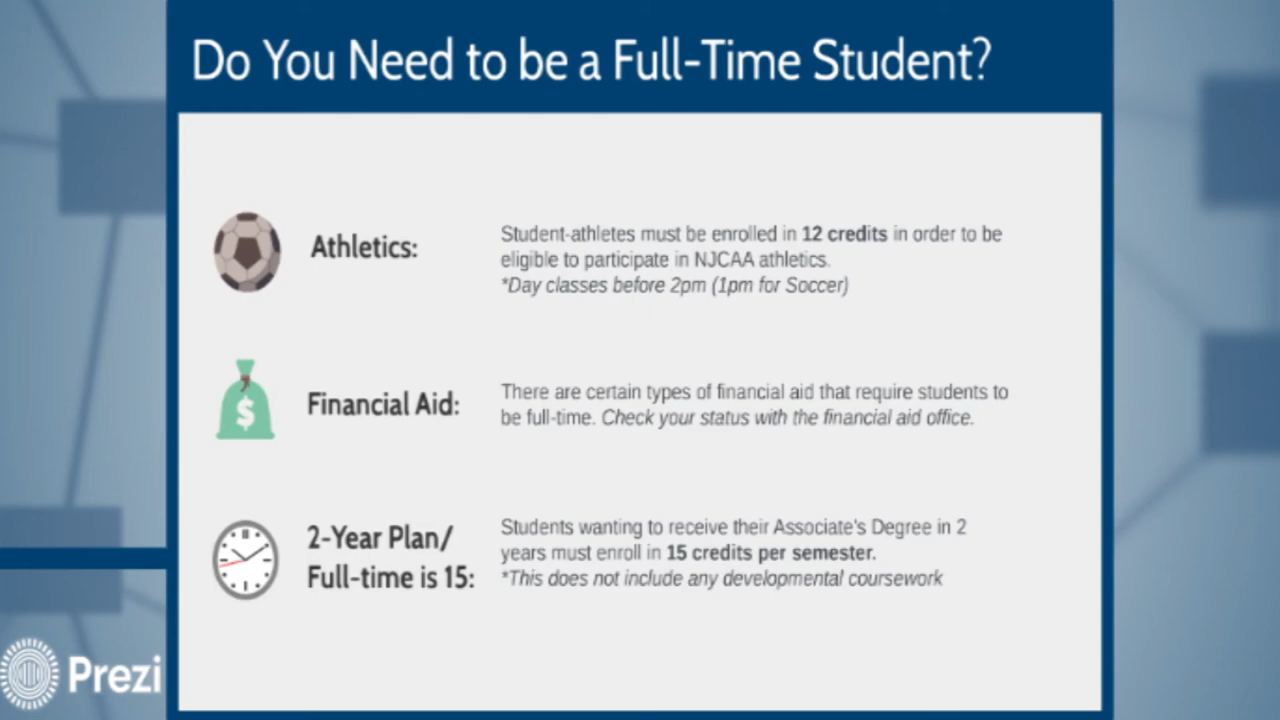 Do You Need to be a Full-Time Student?
Athletics:
Student-athletes must be enrolled in 12 credits in order to be
eligible to participate in NJCAA athletics.
*Day classes before 2pm (1pm for Soccer)
$
Financial Aid:
There are certain types of financial aid that require students to
be full-time. Check your status with the financial aid office.
2-Year Plan/
Full-time is 15:
Students wanting to receive their Associate's Degree in 2
years must enroll in 15 credits per semester.
*This does not include any developmental coursework
Prezi